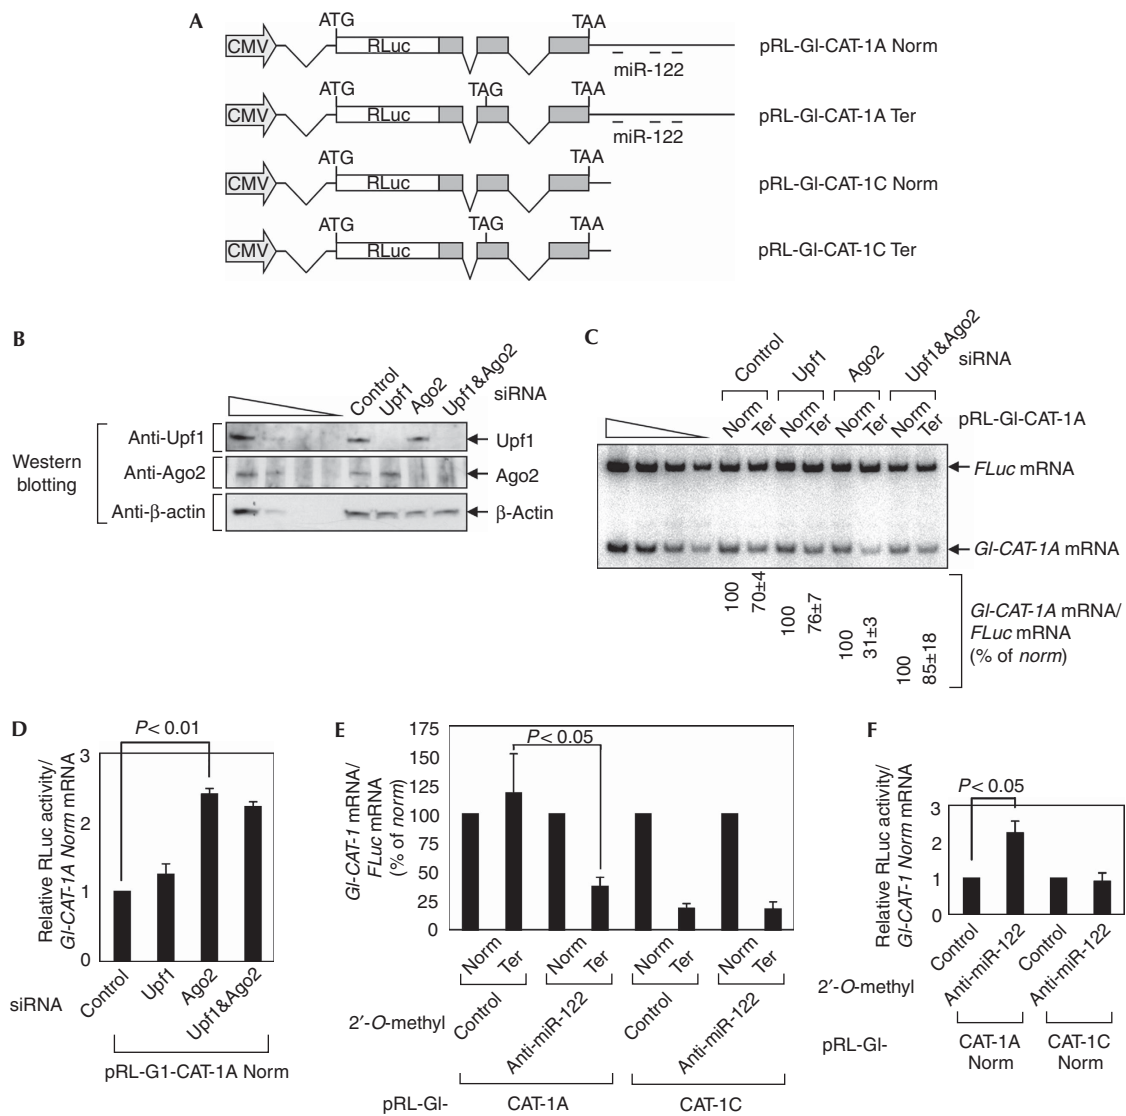 A
ATG TAA
CMV RLuc pRL-Gl-CAT-1A Norm
miR-122
ATG TAG TAA
CMV RLuc pRL-Gl-CAT-1A Ter
miR-122
ATG TAA
CMV RLuc pRL-Gl-CAT-1C Norm
ATG TAG TAA
CMV RLuc pRL-Gl-CAT-1C Ter
B
Control Upf1 Ago2 Upf1&Ago2 siRNA
Western blotting
Anti-Upf1 Upf1
Anti-Ago2 Ago2
Anti-β-actin β-Actin
C
Control Upf1 Ago2 Upf1&Ago2 siRNA
Norm Ter Norm Ter Norm Ter Norm Ter pRL-Gl-CAT-1A
FLuc mRNA
Gl-CAT-1A mRNA
100 70±4 100 76±7 100 31±3 100 85±18
Gl-CAT-1A mRNA/
FLuc mRNA
(% of norm)
D
P< 0.01
Relative RLuc activity/
Gl-CAT-1A Norm mRNA
3
2
1
0
siRNA Control Upf1 Ago2 Upf1&Ago2
pRL-G1-CAT-1A Norm
E
P< 0.05
Gl-CAT-1 mRNA/
FLuc mRNA
(% of norm)
175
150
125
100
75
50
25
0
Norm Ter Norm Ter Norm Ter Norm Ter
2′-O-methyl Control Anti-miR-122 Control Anti-miR-122
pRL-Gl- CAT-1A CAT-1C
F
P< 0.05
Relative RLuc activity/
Gl-CAT-1 Norm mRNA
3
2
1
0
2′-O-methyl Control Anti-miR-122 Control Anti-miR-122
pRL-Gl- CAT-1A Norm CAT-1C Norm